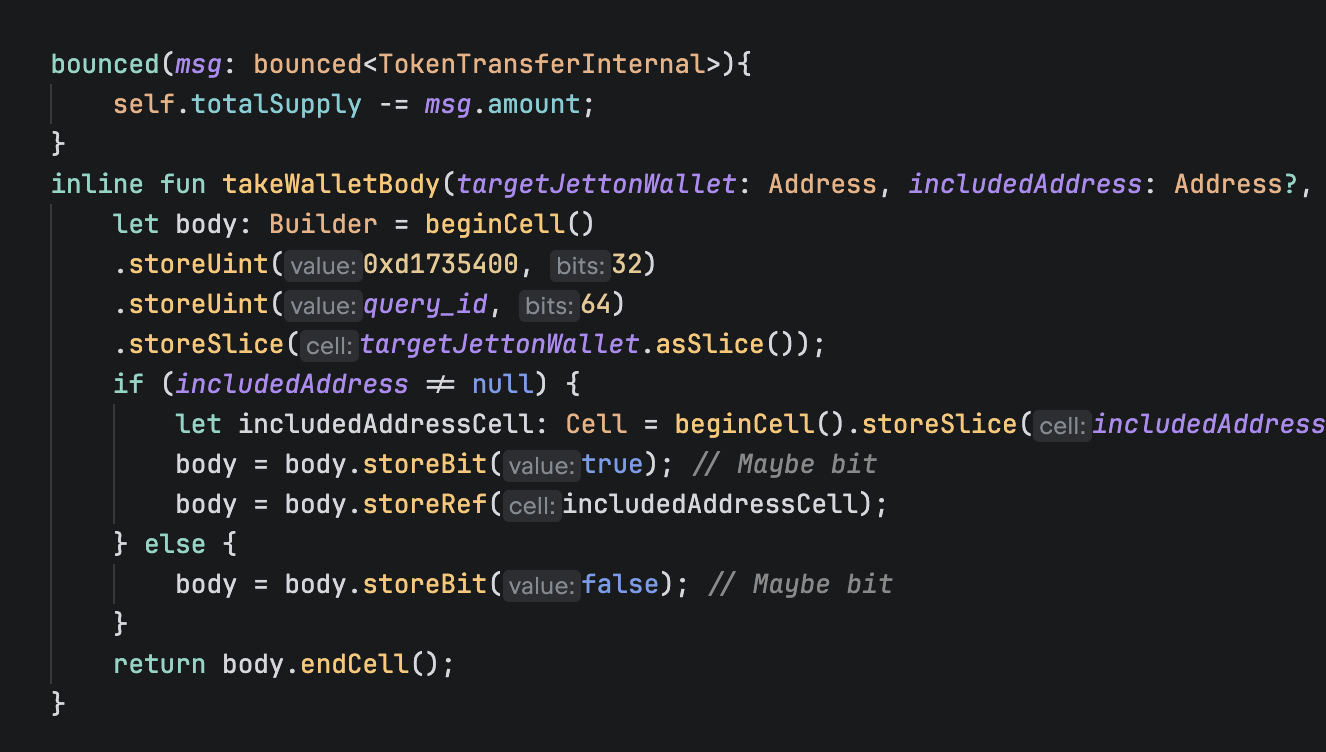 bounced(msg: bounced<TokenTransferInternal>){
    self.totalSupply -= msg.amount;
}
inline fun takeWalletBody(targetJettonWallet: Address, includedAddress: Address?,
    let body: Builder = beginCell()
    .storeUint(value:0xd1735400, bits:32)
    .storeUint(value:query_id, bits:64)
    .storeSlice(cell:targetJettonWallet.asSlice());
    if (includedAddress != null) {
        let includedAddressCell: Cell = beginCell().storeSlice(cell:includedAddress
        body = body.storeBit(value:true); // Maybe bit
        body = body.storeRef(cell:includedAddressCell);
    } else {
        body = body.storeBit(value:false); // Maybe bit
    }
    return body.endCell();
}